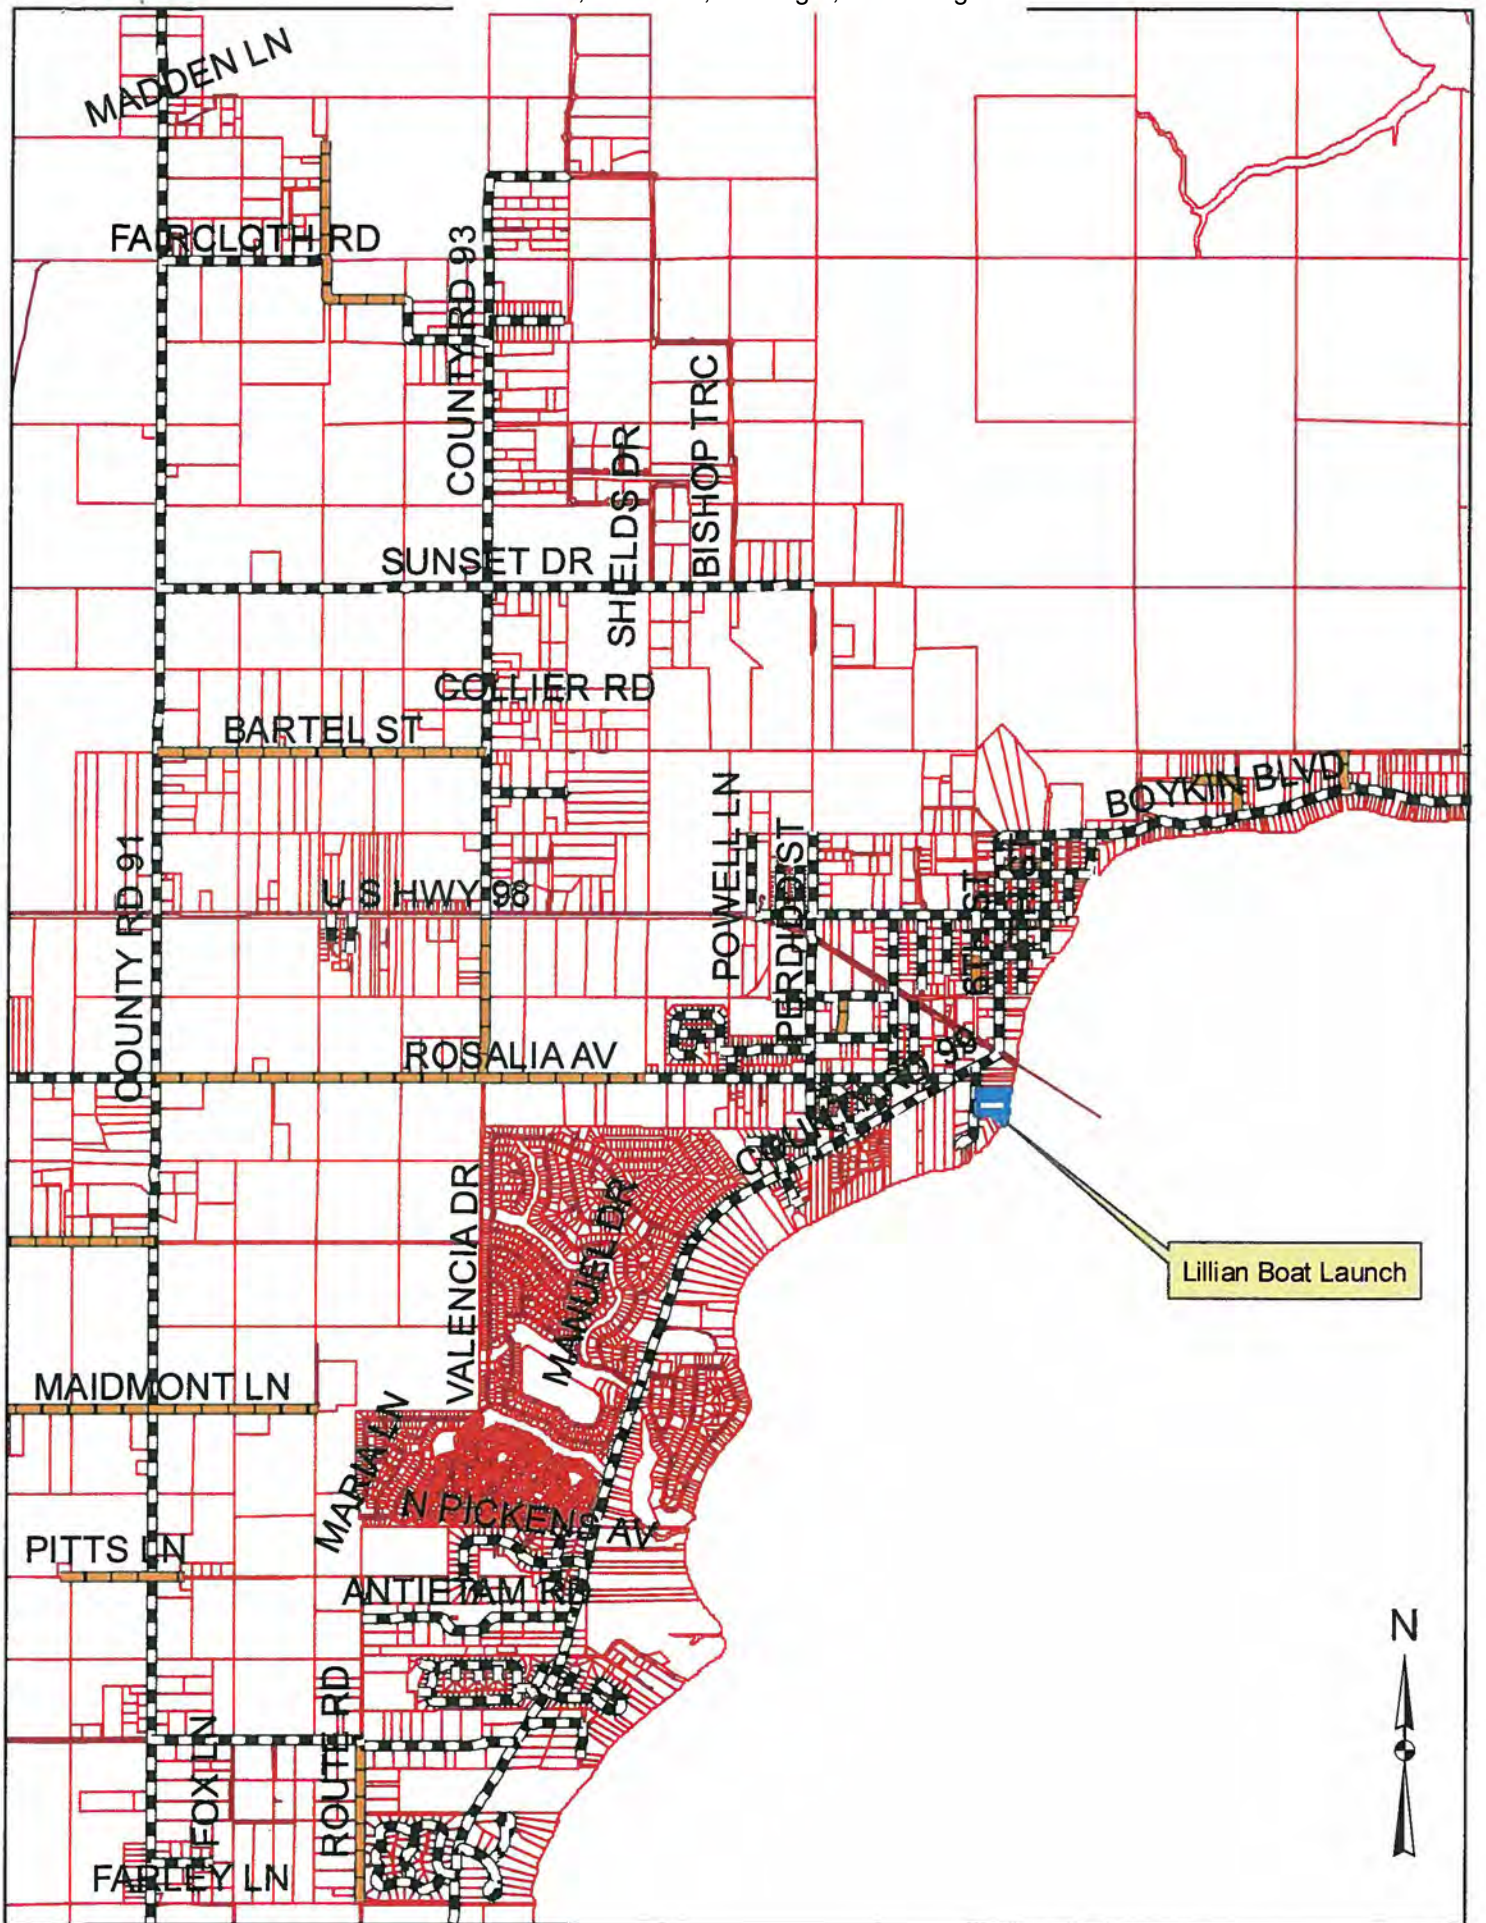 MADDEN LN
FAIRCLOTH RD
COUNTY RD 93
BISHOP TRC
SHIELDS DR
SUNSET DR
COLLIER RD
BARTEL ST
BOYKIN BLVD
POWELL LN
PERDIDO ST
COUNTY RD 91
U S HWY 98
6TH ST
ROSALIA AV
COUNTY RD 99
VALENCIA DR
MANUEL DR
Lillian Boat Launch
MAIDMONT LN
MARIA LN
N PICKENS AV
PITTS LN
ANTIETAM RD
N
ROUTE RD
FOX LN
FARLEY LN